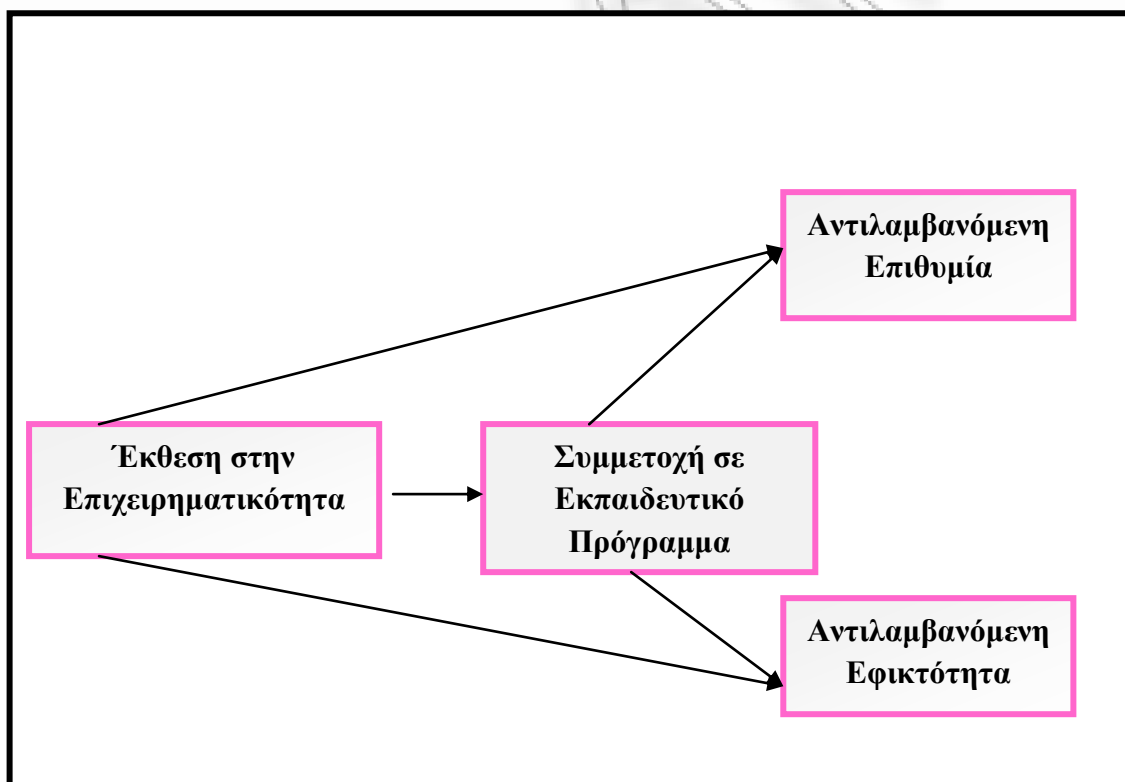 Αντιλαμβανόμενη
Επιθυμία
Έκθεση στην
Επιχειρηματικότητα
Συμμετοχή σε
Εκπαιδευτικό
Πρόγραμμα
Αντιλαμβανόμενη
Εφικτότητα